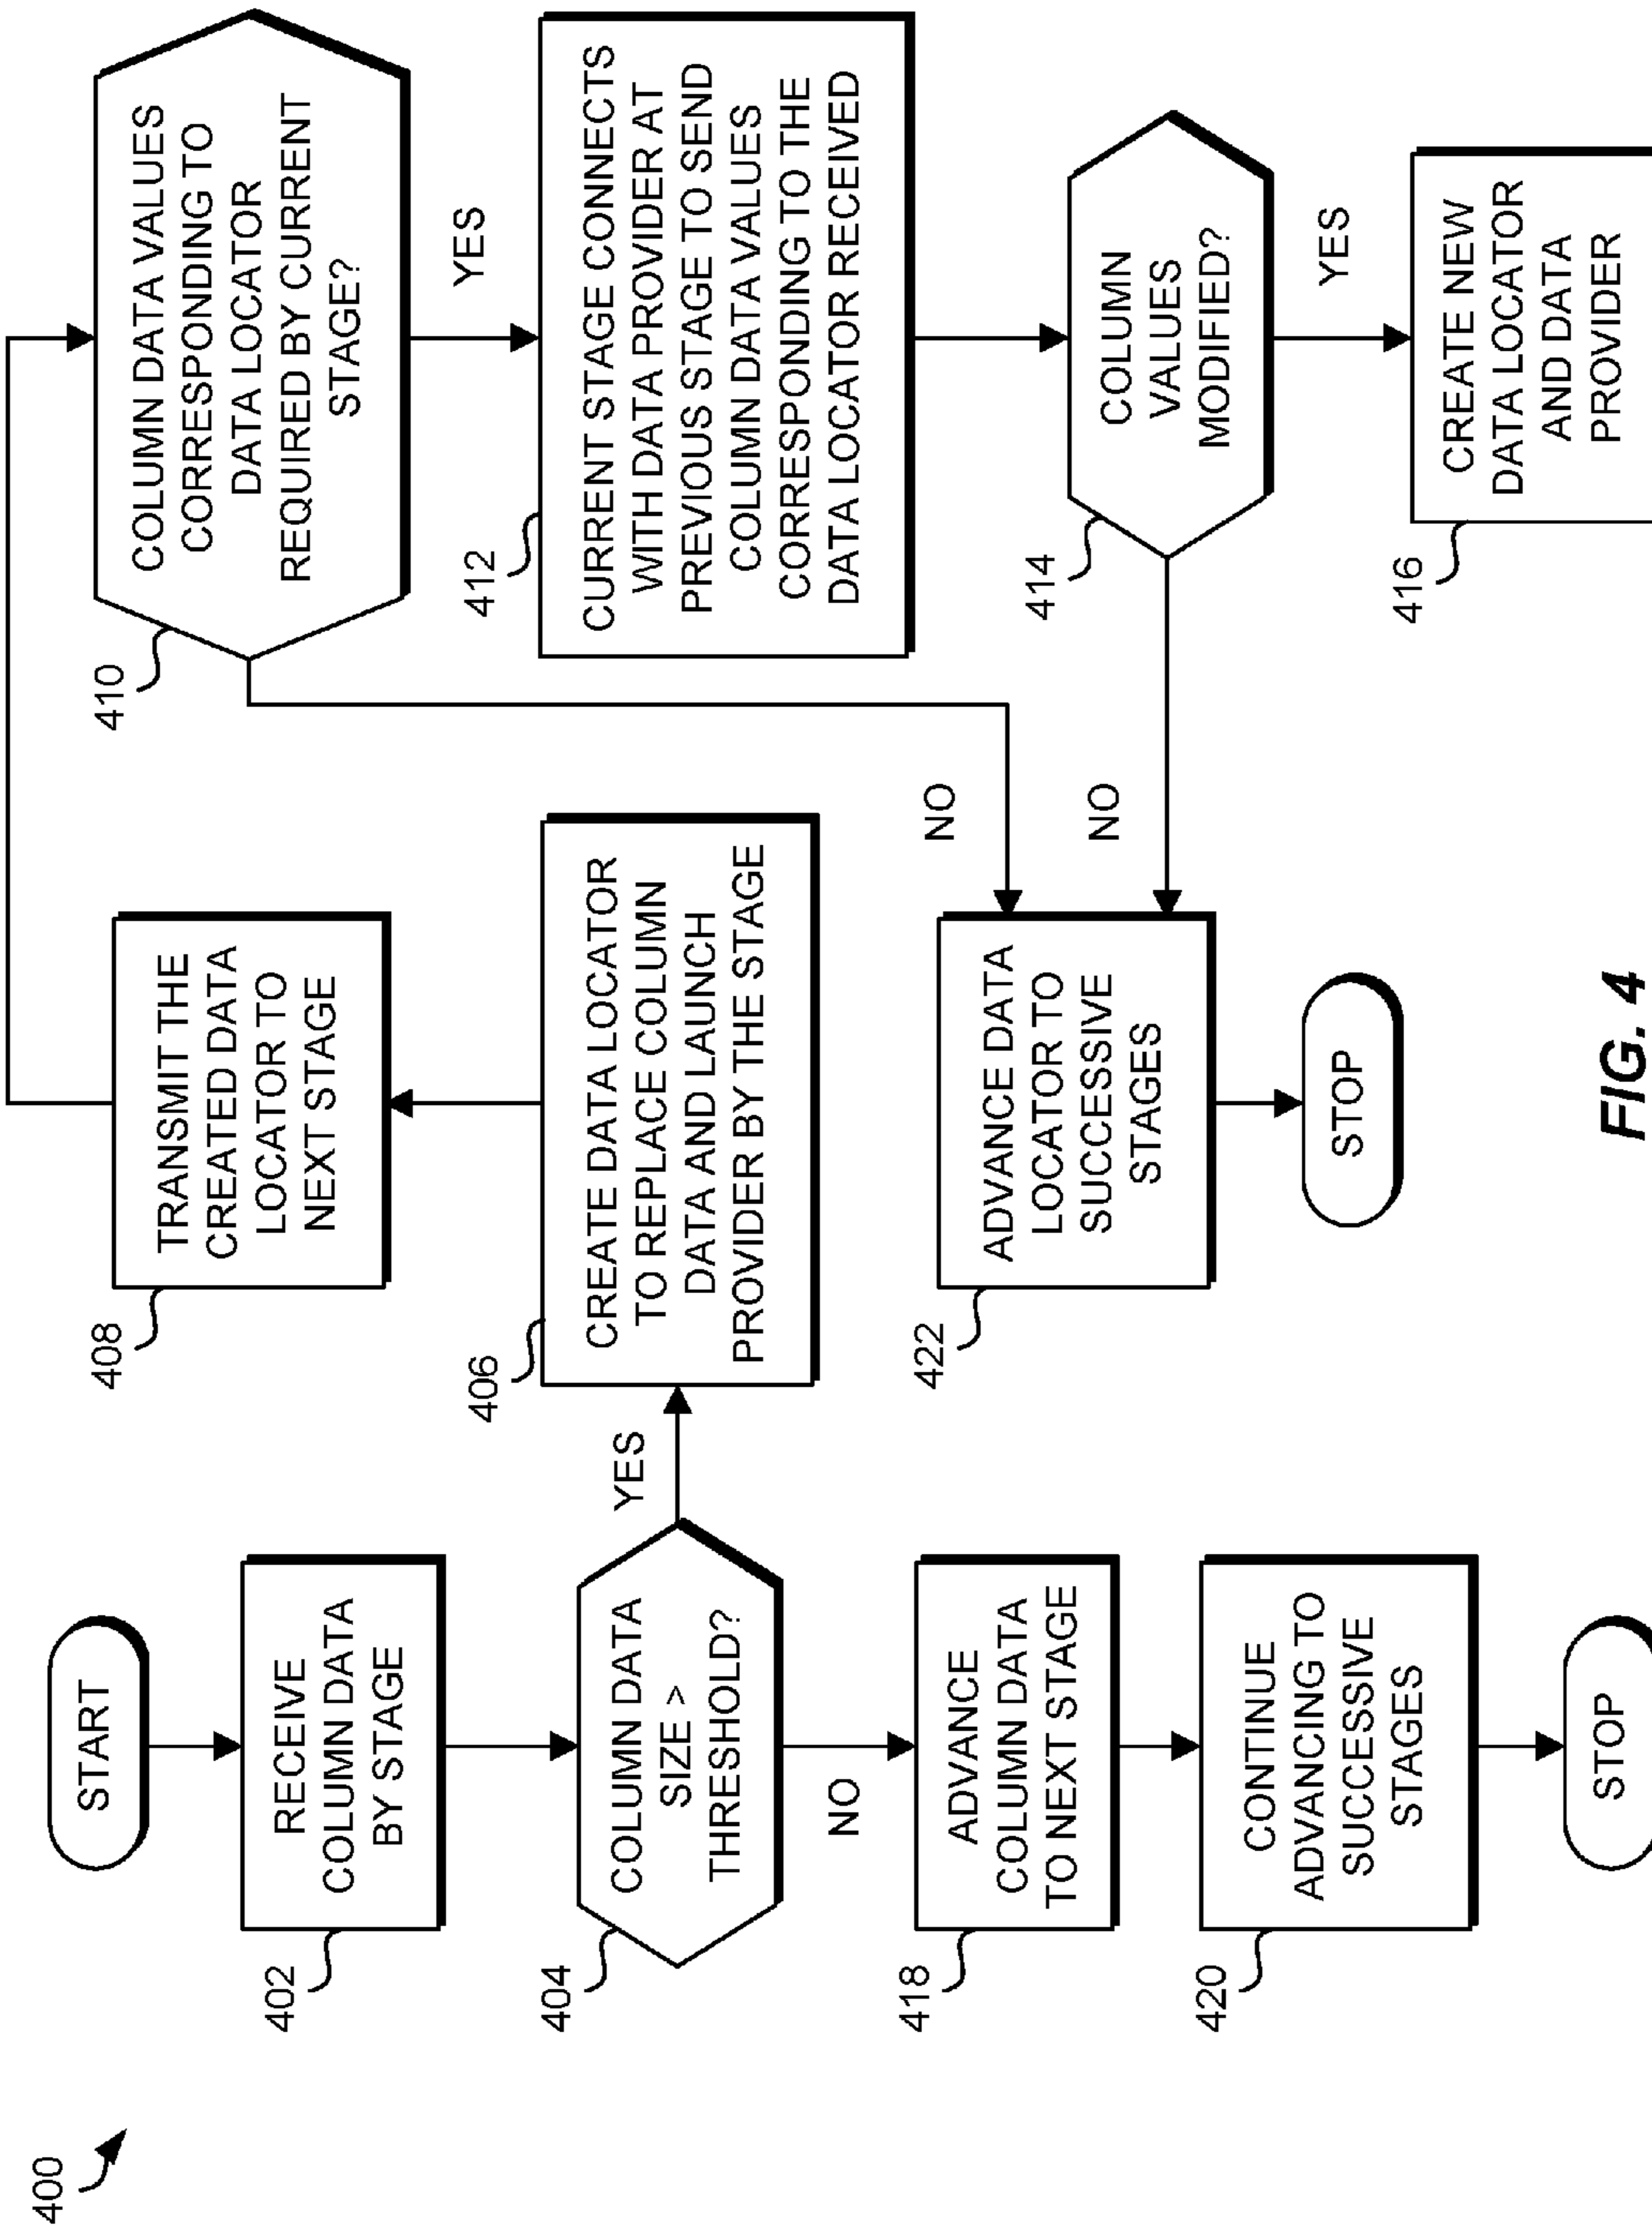 400
START
402
RECEIVE
COLUMN DATA
BY STAGE
404
COLUMN DATA
SIZE >
THRESHOLD?
YES
NO
418
ADVANCE
COLUMN DATA
TO NEXT STAGE
420
CONTINUE
ADVANCING TO
SUCCESSIVE
STAGES
STOP
408
TRANSMIT THE
CREATED DATA
LOCATOR TO
NEXT STAGE
406
CREATE DATA LOCATOR
TO REPLACE COLUMN
DATA AND LAUNCH
PROVIDER BY THE STAGE
422
ADVANCE DATA
LOCATOR TO
SUCCESSIVE
STAGES
STOP
NO
NO
410
COLUMN DATA VALUES
CORRESPONDING TO
DATA LOCATOR
REQUIRED BY CURRENT
STAGE?
YES
412
CURRENT STAGE CONNECTS
WITH DATA PROVIDER AT
PREVIOUS STAGE TO SEND
COLUMN DATA VALUES
CORRESPONDING TO THE
DATA LOCATOR RECEIVED
414
COLUMN
VALUES
MODIFIED?
YES
416
CREATE NEW
DATA LOCATOR
AND DATA
PROVIDER
FIG. 4